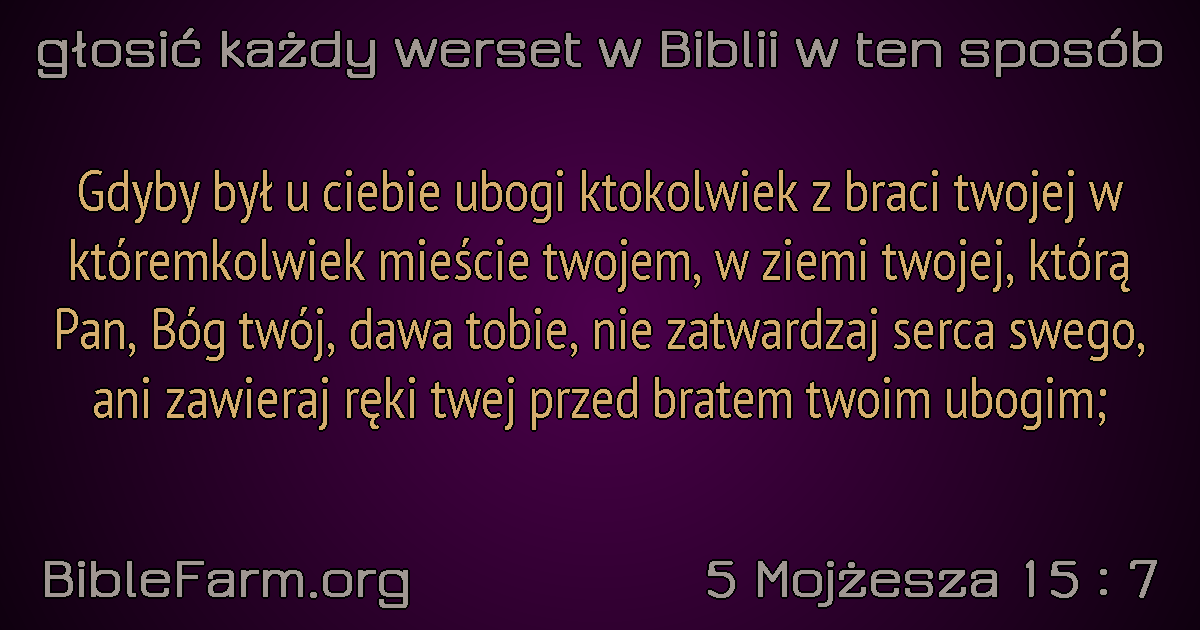 głosić każdy werset w Biblii w ten sposób
Gdyby był u ciebie ubogi ktokolwiek z braci twojej w
któremkolwiek mieście twojem, w ziemi twojej, którą
Pan, Bóg twój, dawa tobie, nie zatwardzaj serca swego,
ani zawieraj ręki twej przed bratem twoim ubogim;
BibleFarm.org
5 Mojżesza 15 : 7